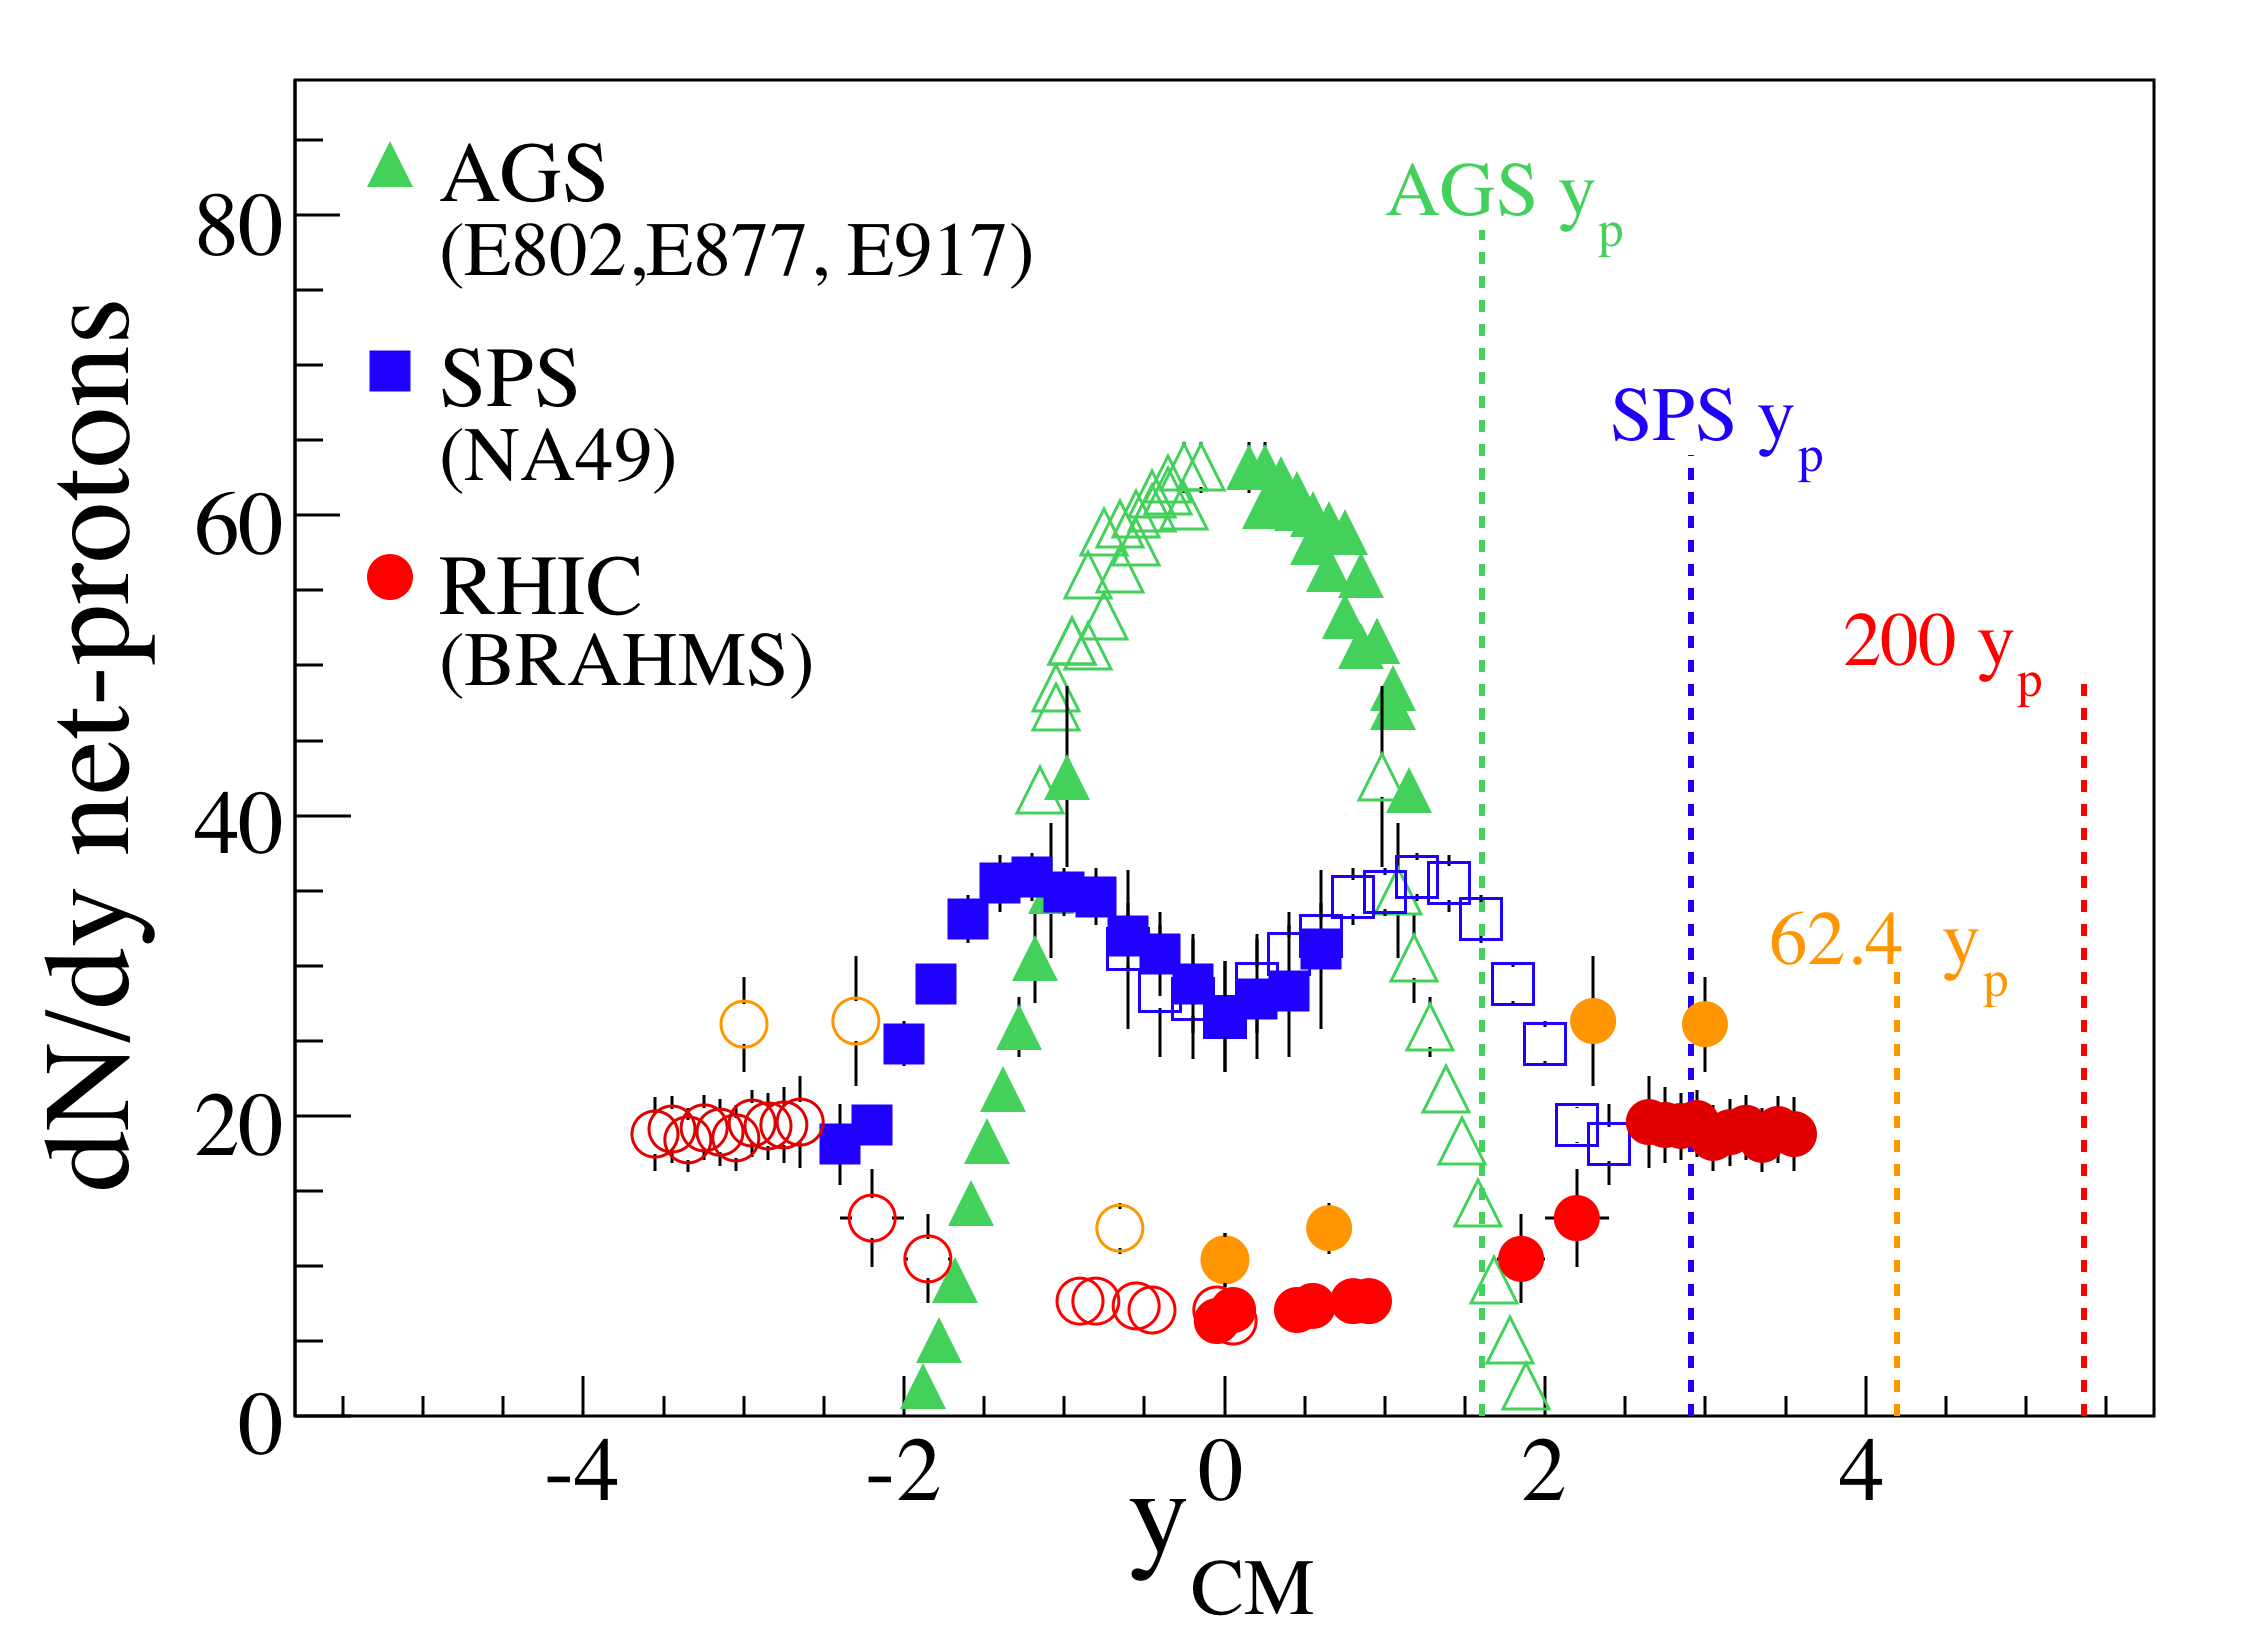 dN/dy net-protons
80
60
40
20
0
AGS
(E802,E877, E917)
SPS
(NA49)
RHIC
(BRAHMS)
AGS yp
SPS yp
200 yp
62.4 yp
-4 -2 0 2 4
yCM